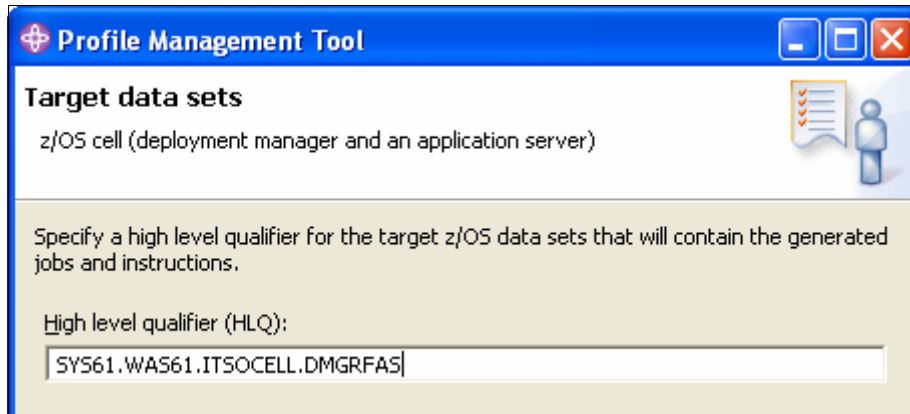 Profile Management Tool
Target data sets
z/OS cell (deployment manager and an application server)
Specify a high level qualifier for the target z/OS data sets that will contain the generated
jobs and instructions.
High level qualifier (HLQ):
SYS61.WAS61.ITSOCELL.DMGRFAS